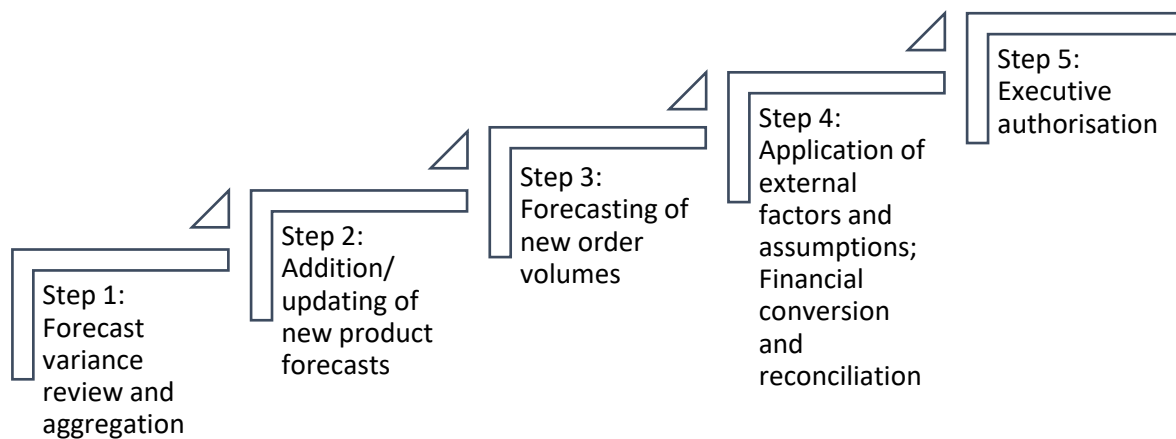 Step 1:
Forecast
variance
review and
aggregation
Step 2:
Addition/
updating of
new product
forecasts
Step 3:
Forecasting of
new order
volumes
Step 4:
Application of
external
factors and
assumptions;
Financial
conversion
and
reconciliation
Step 5:
Executive
authorisation